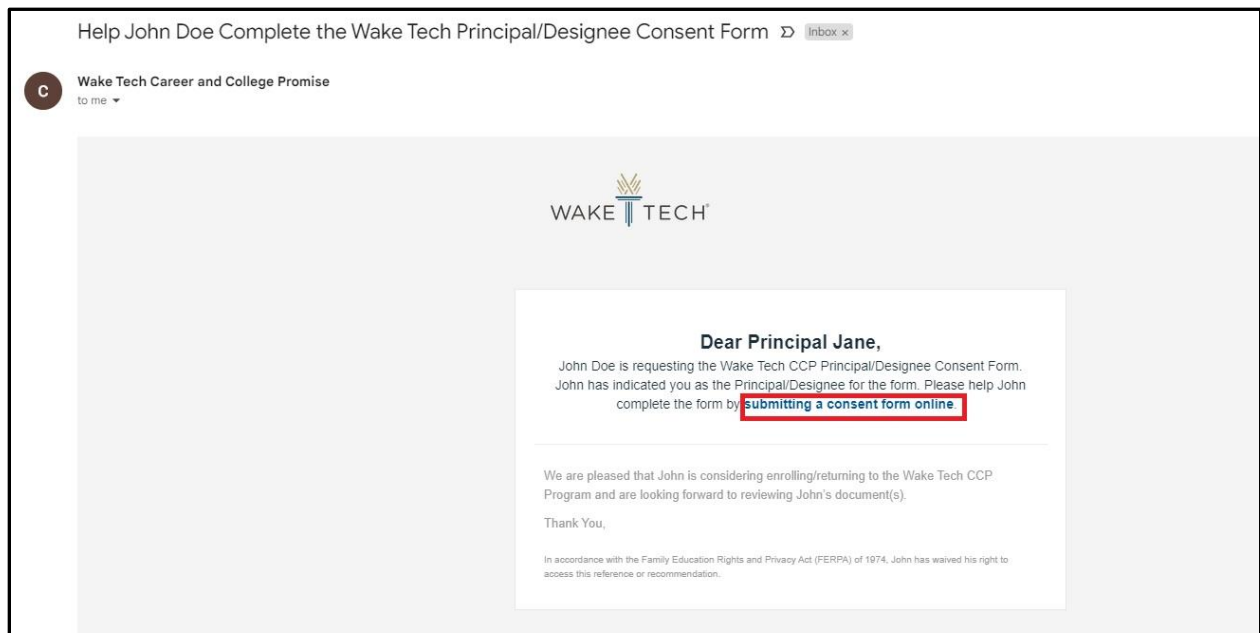 Help John Doe Complete the Wake Tech Principal/Designee Consent Form Inbox x
C
Wake Tech Career and College Promise
to me
WAKE TECH
Dear Principal Jane,
John Doe is requesting the Wake Tech CCP Principal/Designee Consent Form.
John has indicated you as the Principal/Designee for the form. Please help John
complete the form by submitting a consent form online.
We are pleased that John is considering enrolling/returning to the Wake Tech CCP
Program and are looking forward to reviewing John's document(s).
Thank You,
In accordance with the Family Education Rights and Privacy Act (FERPA) of 1974, John has waived his right to
access this reference or recommendation.